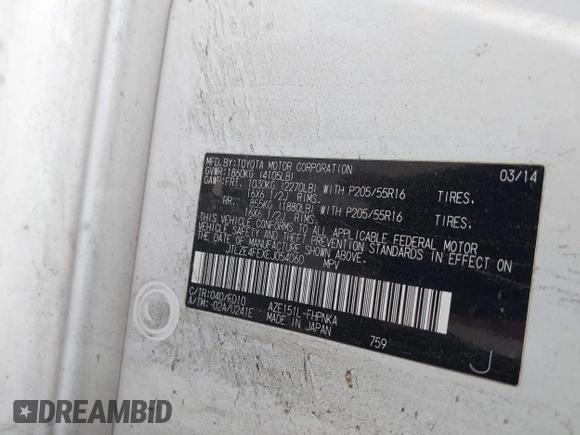 MFD.BY:TOYOTA MOTOR CORPORATION 03/14
GVWR:1860KG (4105LB)
GAWR:FRT. 1030KG (2270LB) WITH P205/55R16 TIRES.
16X6 1/2J RIMS.
RR. 855KG (1880LB) WITH P205/55R16 TIRES.
16X6 1/2J RIMS.
THIS VEHICLE CONFORMS TO ALL APPLICABLE FEDERAL MOTOR
VEHICLE SAFETY AND THEFT PREVENTION STANDARDS IN EFFECT ON
THE DATE OF MANUFACTURE SHOWN ABOVE.
JTLZE4FEXEJ054060 MPV
C/TR:040/FD10 AZE151L-FHPNKA
A/TM:-02A/U241E MADE IN JAPAN 759
J
DREAMBID